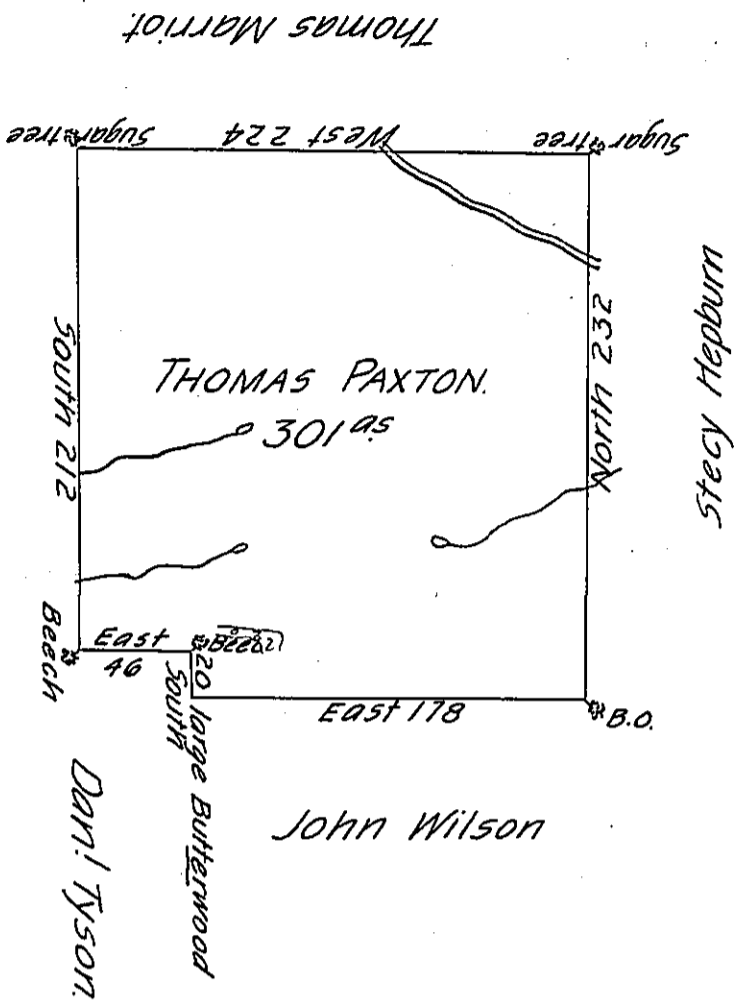 Thomas Marriot.
Sugar tree
West 224
Sugar tree
Stecy Hepburn
North 232
South 212
THOMAS PAXTON.
301 as
Beech
East
46
South
20 large Butterwood
East 178
B.O.
John Wilson
Danl Tyson.